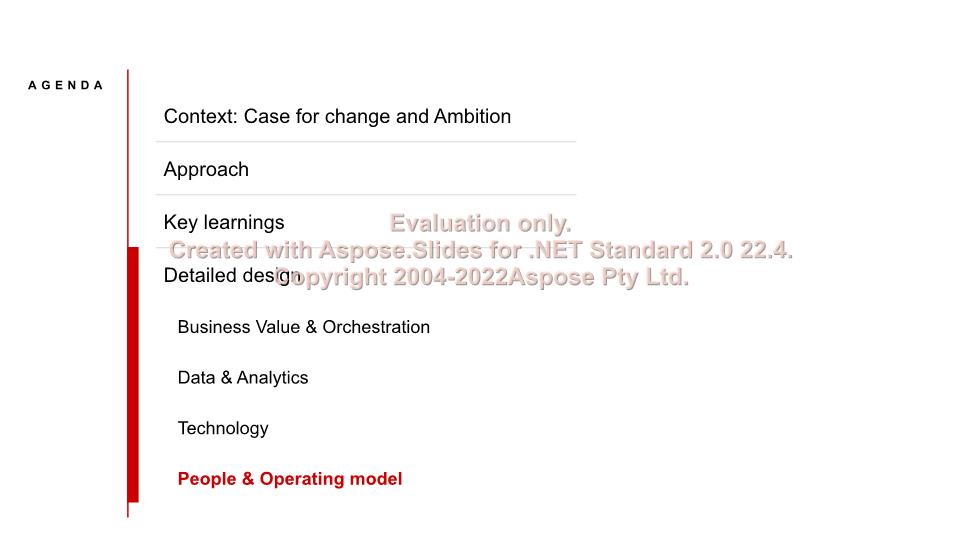 AGENDA
Context: Case for change and Ambition
Approach
Key learnings
Evaluation only.
Created with Aspose.Slides for .NET Standard 2.0 22.4.
Detailed design
Copyright 2004-2022Aspose Pty Ltd.
Business Value & Orchestration
Data & Analytics
Technology
People & Operating model